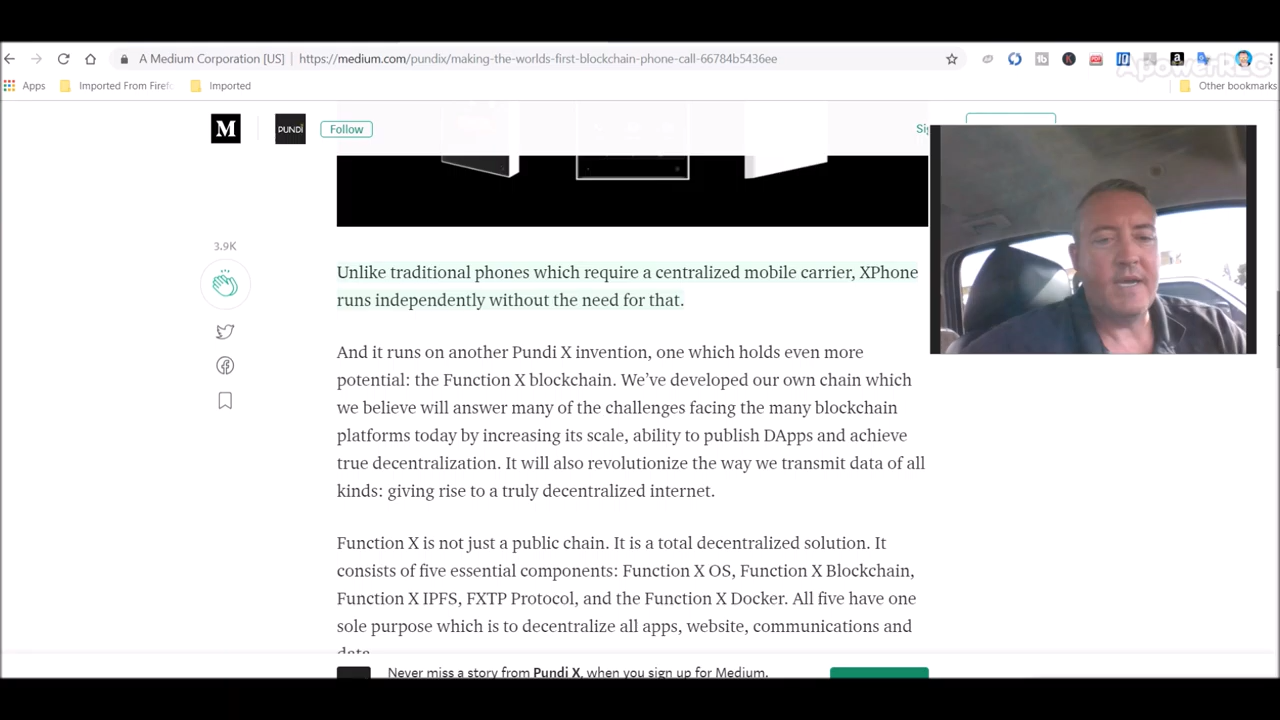 ApowerREC
A Medium Corporation [US] | https://medium.com/pundix/making-the-worlds-first-blockchain-phone-call-66784b5436ee
Apps Imported From Firef Imported Other bookmarks
M PUNDI Follow
3.9K
Unlike traditional phones which require a centralized mobile carrier, XPhone
runs independently without the need for that.
And it runs on another Pundi X invention, one which holds even more
potential: the Function X blockchain. We’ve developed our own chain which
we believe will answer many of the challenges facing the many blockchain
platforms today by increasing its scale, ability to publish DApps and achieve
true decentralization. It will also revolutionize the way we transmit data of all
kinds: giving rise to a truly decentralized internet.
Function X is not just a public chain. It is a total decentralized solution. It
consists of five essential components: Function X OS, Function X Blockchain,
Function X IPFS, FXTP Protocol, and the Function X Docker. All five have one
sole purpose which is to decentralize all apps, website, communications and
data.
Never miss a story from Pundi X, when you sign up for Medium.